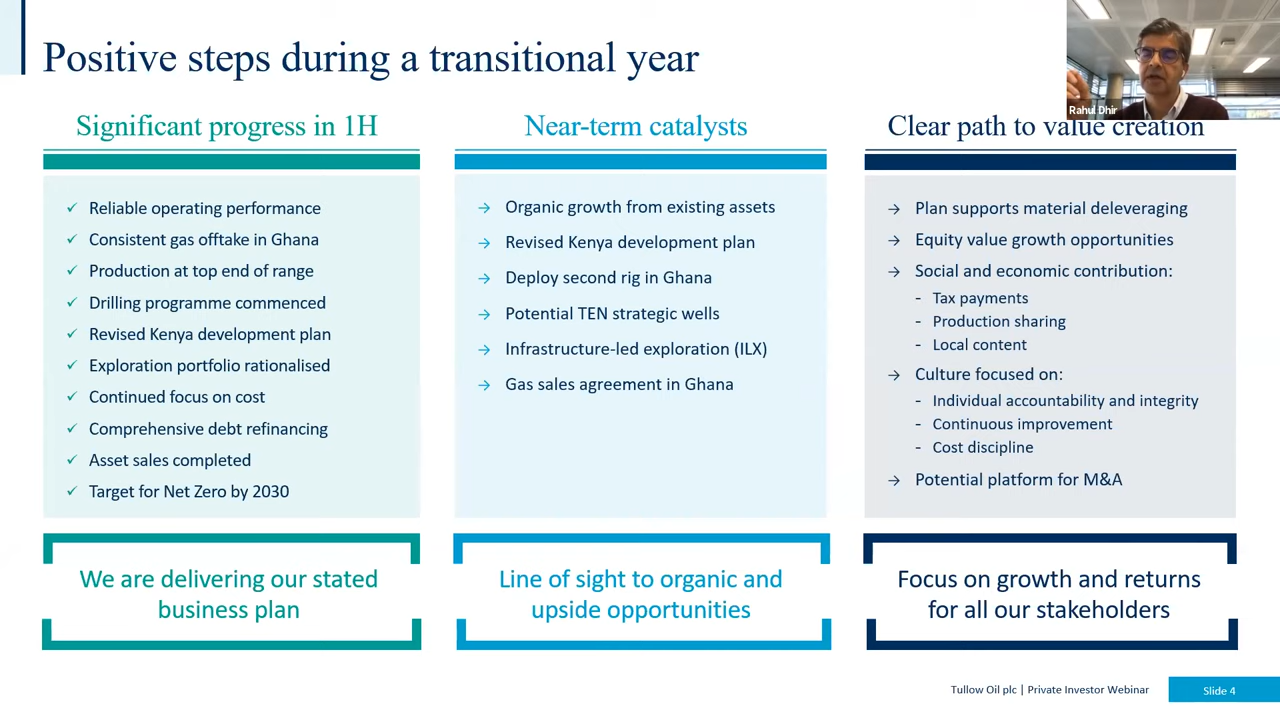 Positive steps during a transitional year
Rahul Dhir
Significant progress in 1H
✓ Reliable operating performance
✓ Consistent gas offtake in Ghana
✓ Production at top end of range
✓ Drilling programme commenced
✓ Revised Kenya development plan
✓ Exploration portfolio rationalised
✓ Continued focus on cost
✓ Comprehensive debt refinancing
✓ Asset sales completed
✓ Target for Net Zero by 2030
We are delivering our stated
business plan
Near-term catalysts
→ Organic growth from existing assets
→ Revised Kenya development plan
→ Deploy second rig in Ghana
→ Potential TEN strategic wells
→ Infrastructure-led exploration (ILX)
→ Gas sales agreement in Ghana
Line of sight to organic and
upside opportunities
Clear path to value creation
→ Plan supports material deleveraging
→ Equity value growth opportunities
→ Social and economic contribution:
- Tax payments
- Production sharing
- Local content
→ Culture focused on:
- Individual accountability and integrity
- Continuous improvement
- Cost discipline
→ Potential platform for M&A
Focus on growth and returns
for all our stakeholders
Tullow Oil plc | Private Investor Webinar
Slide 4